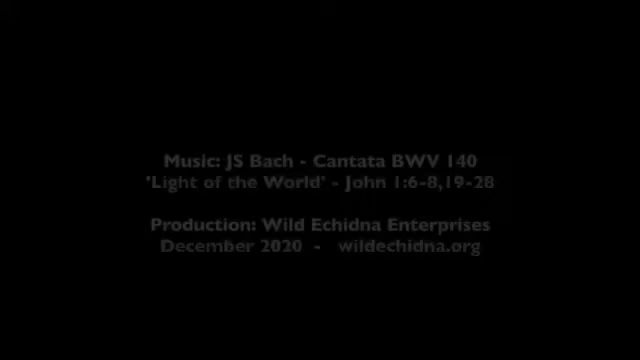 Music: JS Bach - Cantata BWV 140
'Light of the World' - John 1:6-8,19-28
Production: Wild Echidna Enterprises
December 2020 - wildechidna.org